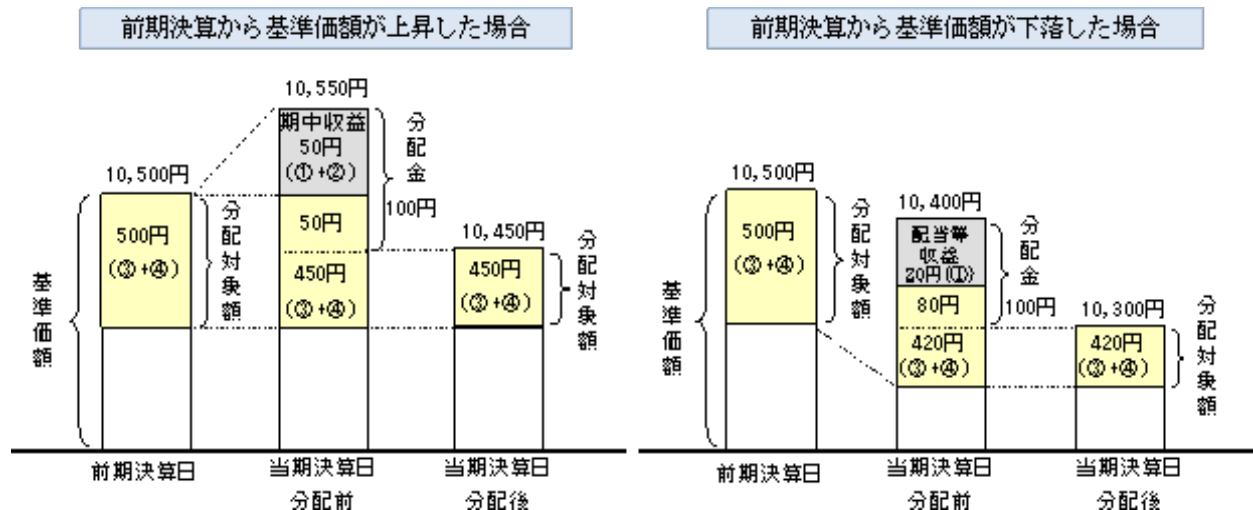 前期決算から基準価額が上昇した場合
10,550円
期中収益
50円
(①+②)
分配金
100円
10,500円
500円
(③+④)
分配対象額
50円
450円
(③+④)
10,450円
450円
(③+④)
分配対象額
基準価額
前期決算日
当期決算日
分配前
当期決算日
分配後
前期決算から基準価額が下落した場合
10,500円
500円
(③+④)
分配対象額
10,400円
配当等
収益
20円(①)
分配金
100円
80円
420円
(③+④)
10,300円
420円
(③+④)
分配対象額
基準価額
前期決算日
当期決算日
分配前
当期決算日
分配後